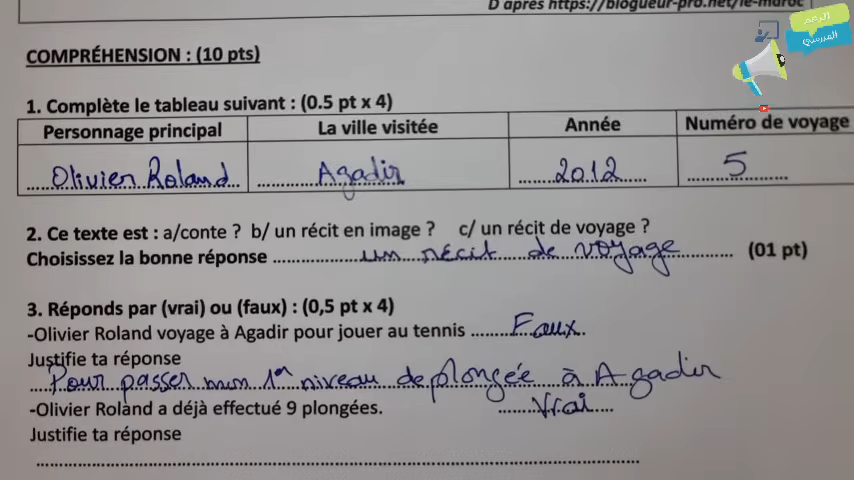 D'après https://blogueur-pro.net/le-maroc
الرقم
المدرسي
COMPRÉHENSION : (10 pts)
1. Complète le tableau suivant : (0.5 pt x 4)
Personnage principal La ville visitée Année Numéro de voyage
Olivier Roland Agadir 2012 5
2. Ce texte est : a/conte ? b/ un récit en image ? c/ un récit de voyage ?
Choisissez la bonne réponse un récit de voyage (01 pt)
3. Réponds par (vrai) ou (faux) : (0,5 pt x 4)
-Olivier Roland voyage à Agadir pour jouer au tennis Faux
Justifie ta réponse
Pour passer mon 1er niveau de plongée à Agadir
-Olivier Roland a déjà effectué 9 plongées. Vrai
Justifie ta réponse